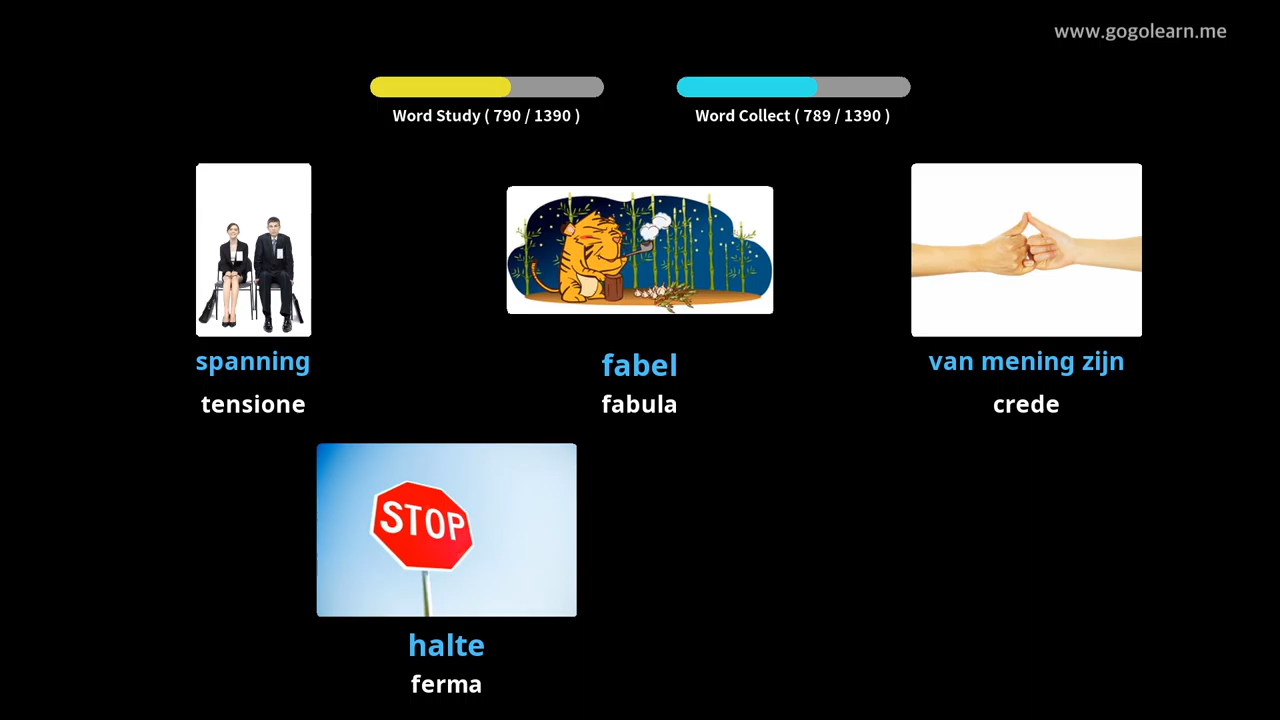 www.gogolearn.me
Word Study ( 790 / 1390 )
Word Collect ( 789 / 1390 )
spanning
tensione
fabel
fabula
van mening zijn
crede
STOP
halte
ferma